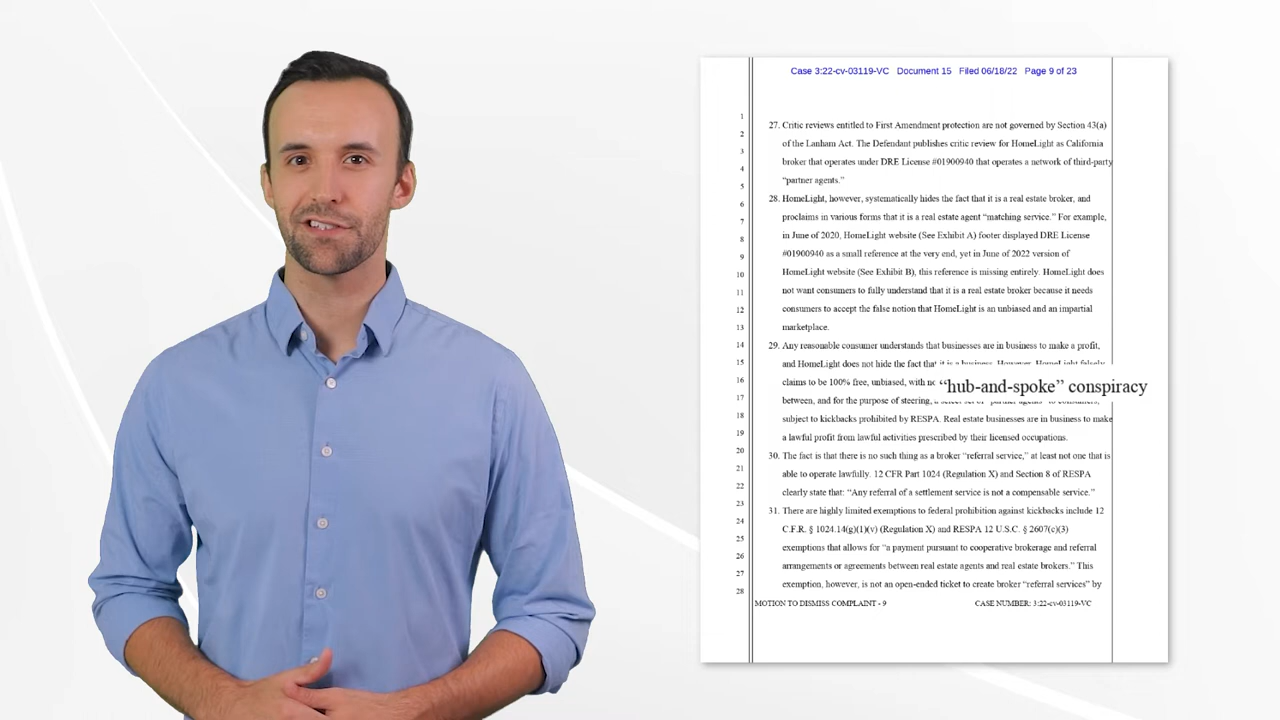 Case 3:22-cv-03119-VC Document 15 Filed 06/18/22 Page 9 of 23
1
2
3
4
5
6
7
8
9
10
11
12
13
14
15
16
17
18
19
20
21
22
23
24
25
26
27
28
27. Critic reviews entitled to First Amendment protection are not governed by Section 43(a)
of the Lanham Act. The Defendant publishes critic review for HomeLight as California
broker that operates under DRE License #01900940 that operates a network of third-party
“partner agents.”
28. HomeLight, however, systematically hides the fact that it is a real estate broker, and
proclaims in various forms that it is a real estate agent “matching service.” For example,
in June of 2020, HomeLight website (See Exhibit A) footer displayed DRE License
#01900940 as a small reference at the very end, yet in June of 2022 version of
HomeLight website (See Exhibit B), this reference is missing entirely. HomeLight does
not want consumers to fully understand that it is a real estate broker because it needs
consumers to accept the false notion that HomeLight is an unbiased and an impartial
marketplace.
29. Any reasonable consumer understands that businesses are in business to make a profit,
and HomeLight does not hide the fact that it is a business. However, HomeLight falsely
claims to be 100% free, unbiased, with
“hub-and-spoke” conspiracy
between, and for the purpose of steering, a select set of “partner agents” to consumers,
subject to kickbacks prohibited by RESPA. Real estate businesses are in business to make
a lawful profit from lawful activities prescribed by their licensed occupations.
30. The fact is that there is no such thing as a broker “referral service,” at least not one that is
able to operate lawfully. 12 CFR Part 1024 (Regulation X) and Section 8 of RESPA
clearly state that: “Any referral of a settlement service is not a compensable service.”
31. There are highly limited exemptions to federal prohibition against kickbacks include 12
C.F.R. § 1024.14(g)(1)(v) (Regulation X) and RESPA 12 U.S.C. § 2607(c)(3)
exemptions that allows for “a payment pursuant to cooperative brokerage and referral
arrangements or agreements between real estate agents and real estate brokers.” This
exemption, however, is not an open-ended ticket to create broker “referral services” by
MOTION TO DISMISS COMPLAINT - 9 CASE NUMBER: 3:22-cv-03119-VC